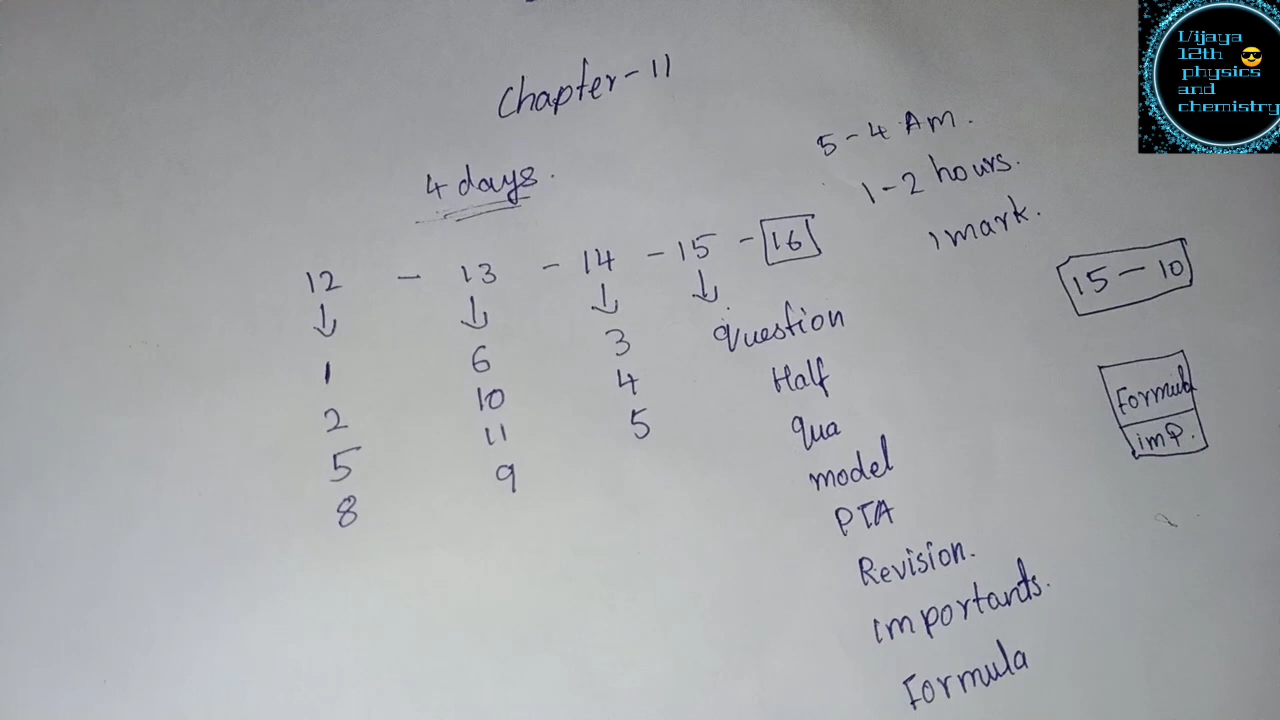 Chapter-11
4 days.
12 - 13 - 14 - 15 - 16
1 6 3 Question
2 10 4 Half
5 11 5 Qua
8 9 model
PTA
Revision.
importants.
Formula
5-4 Am.
1-2 hours.
1 mark.
15-10
Formul
imp.
Vijaya
12th 😎
physics
and
chemistry